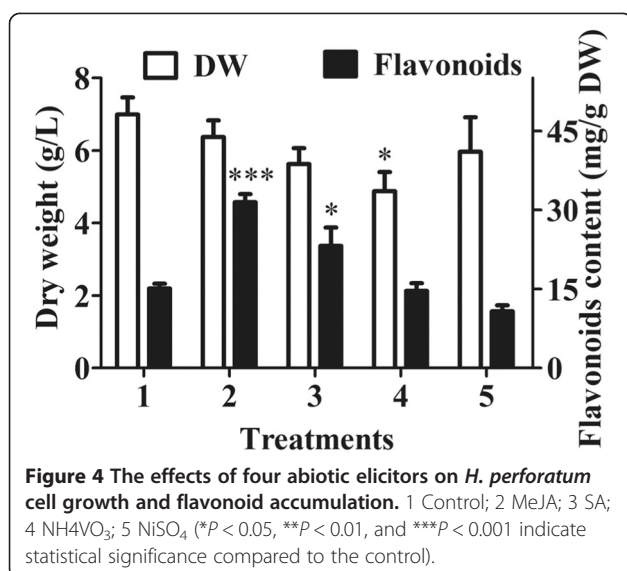 DW Flavonoids
Dry weight (g/L)
8
6
4
2
0
***
*
*
Flavonoids content (mg/g DW)
45
30
15
0
1 2 3 4 5
Treatments
Figure 4 The effects of four abiotic elicitors on H. perforatum
cell growth and flavonoid accumulation. 1 Control; 2 MeJA; 3 SA;
4 NH4VO₃; 5 NiSO₄ (*P < 0.05, **P < 0.01, and ***P < 0.001 indicate
statistical significance compared to the control).